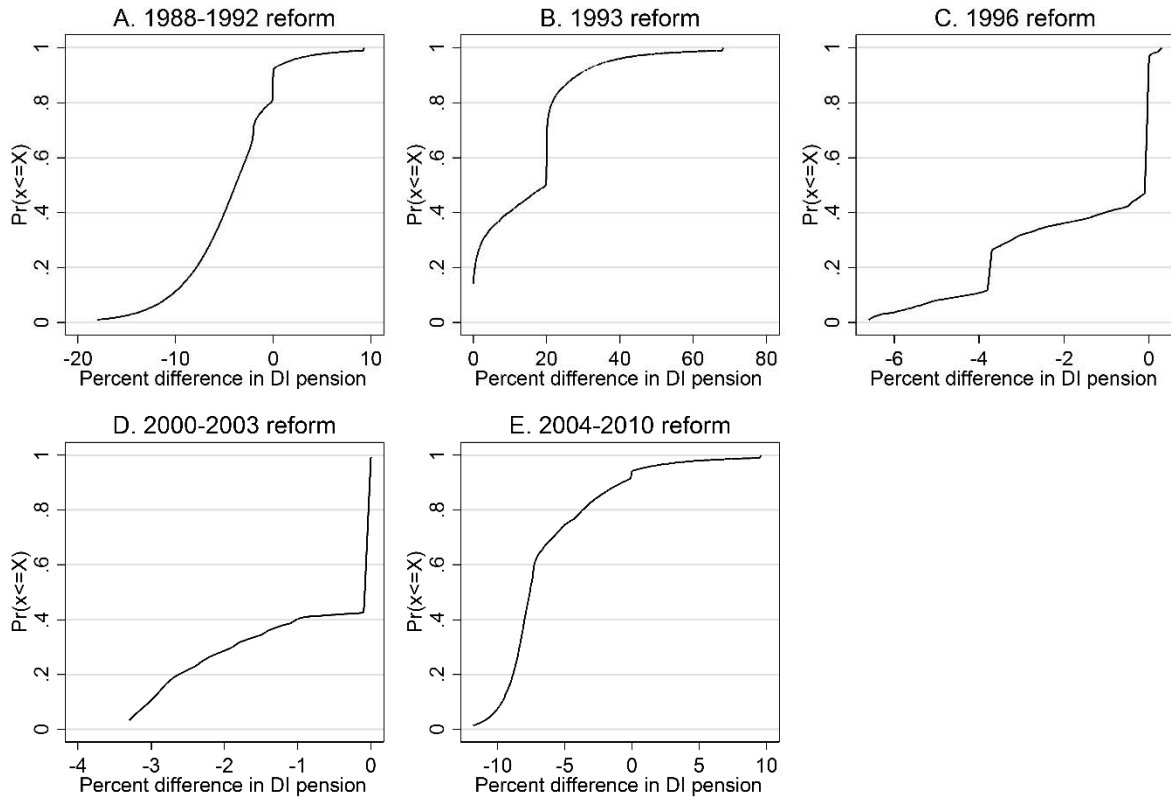 A. 1988-1992 reform
Pr(x<=X)
1
.8
.6
.4
.2
0
-20 -10 0 10
Percent difference in DI pension
B. 1993 reform
Pr(x<=X)
1
.8
.6
.4
.2
0
0 20 40 60 80
Percent difference in DI pension
C. 1996 reform
Pr(x<=X)
1
.8
.6
.4
.2
0
-6 -4 -2 0
Percent difference in DI pension
D. 2000-2003 reform
Pr(x<=X)
1
.8
.6
.4
.2
0
-4 -3 -2 -1 0
Percent difference in DI pension
E. 2004-2010 reform
Pr(x<=X)
1
.8
.6
.4
.2
0
-10 -5 0 5 10
Percent difference in DI pension